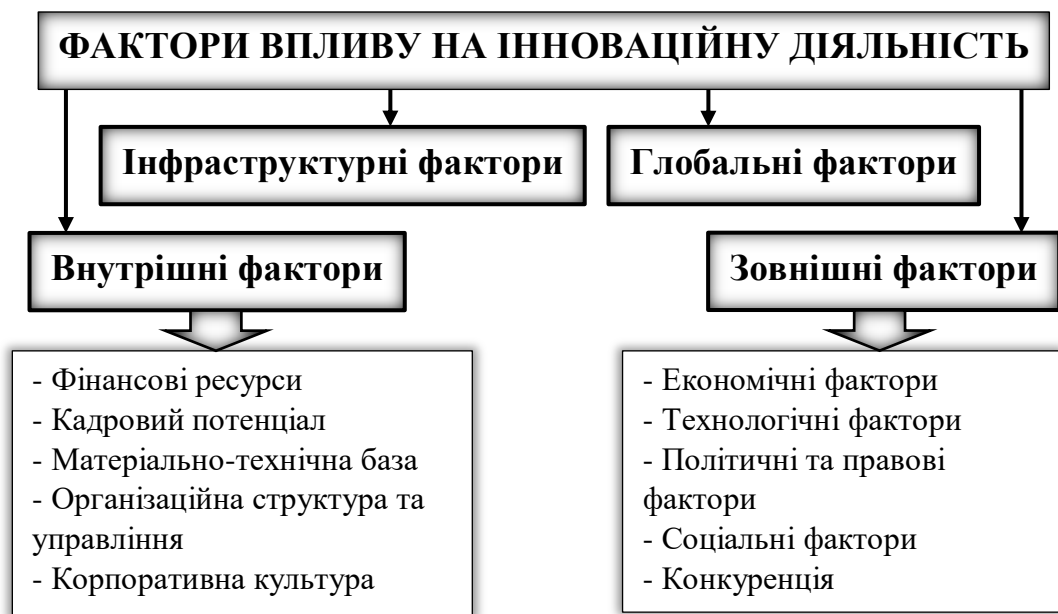 ФАКТОРИ ВПЛИВУ НА ІННОВАЦІЙНУ ДІЯЛЬНІСТЬ
Інфраструктурні фактори
Глобальні фактори
Внутрішні фактори
Зовнішні фактори
- Фінансові ресурси
- Кадровий потенціал
- Матеріально-технічна база
- Організаційна структура та
управління
- Корпоративна культура
- Економічні фактори
- Технологічні фактори
- Політичні та правові
фактори
- Соціальні фактори
- Конкуренція